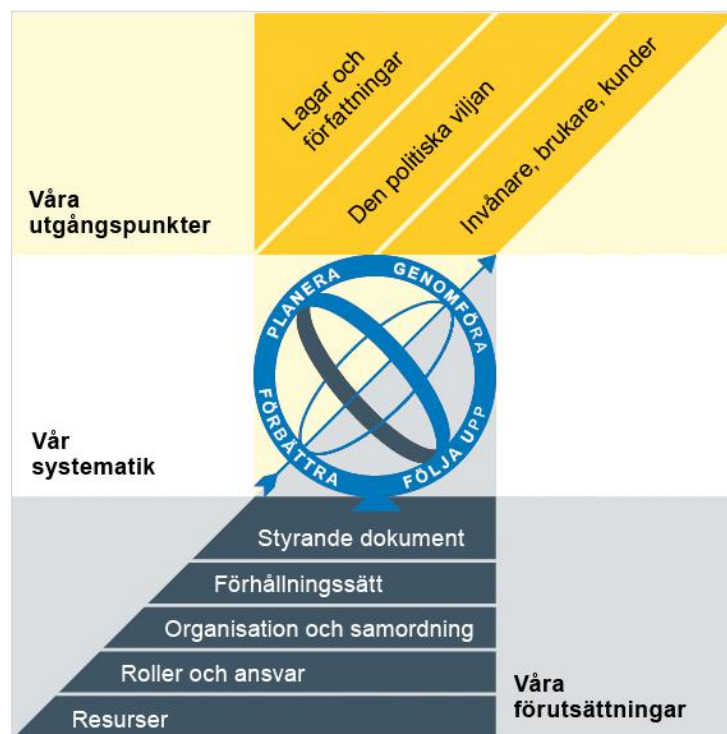 Lagar och
författningar
Den politiska viljan
Invånare, brukare, kunder
Våra
utgångspunkter
PLANERA
GENOMFÖRA
FÖLJA UPP
FÖRBÄTTRA
Vår
systematik
Styrande dokument
Förhållningssätt
Organisation och samordning
Roller och ansvar
Resurser
Våra
förutsättningar